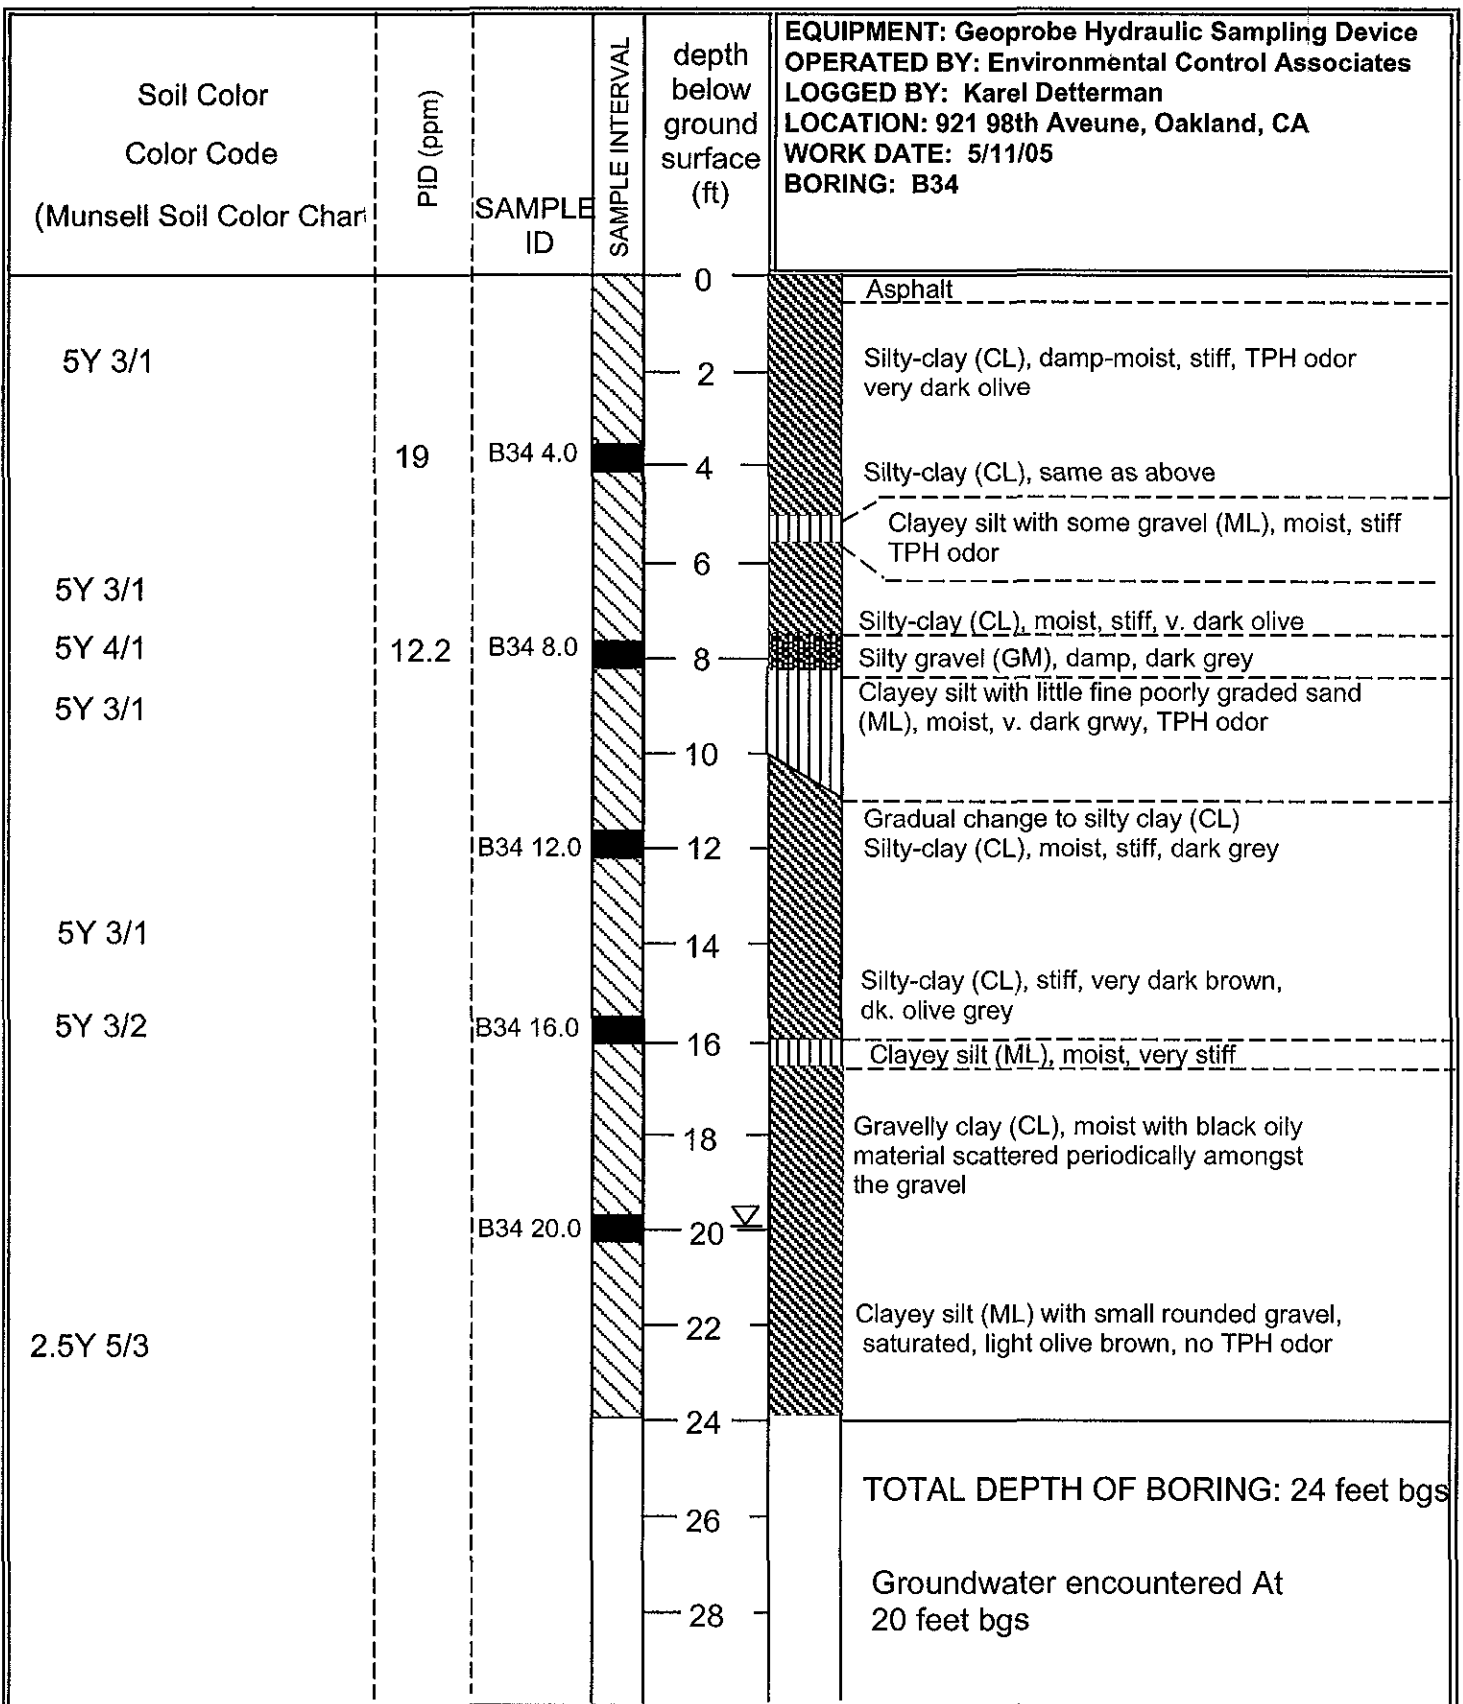 Soil Color
Color Code
(Munsell Soil Color Chart
PID (ppm)
SAMPLE
ID
SAMPLE INTERVAL
depth
below
ground
surface
(ft)
EQUIPMENT: Geoprobe Hydraulic Sampling Device
OPERATED BY: Environmental Control Associates
LOGGED BY: Karel Detterman
LOCATION: 921 98th Aveune, Oakland, CA
WORK DATE: 5/11/05
BORING: B34
0
Asphalt
5Y 3/1
2
Silty-clay (CL), damp-moist, stiff, TPH odor
very dark olive
19
B34 4.0
4
Silty-clay (CL), same as above
Clayey silt with some gravel (ML), moist, stiff
TPH odor
6
5Y 3/1
Silty-clay (CL), moist, stiff, v. dark olive
5Y 4/1
12.2
B34 8.0
8
Silty gravel (GM), damp, dark grey
5Y 3/1
Clayey silt with little fine poorly graded sand
(ML), moist, v. dark grwy, TPH odor
10
Gradual change to silty clay (CL)
B34 12.0
12
Silty-clay (CL), moist, stiff, dark grey
5Y 3/1
14
Silty-clay (CL), stiff, very dark brown,
dk. olive grey
5Y 3/2
B34 16.0
16
Clayey silt (ML), moist, very stiff
18
Gravelly clay (CL), moist with black oily
material scattered periodically amongst
the gravel
B34 20.0
20
22
Clayey silt (ML) with small rounded gravel,
saturated, light olive brown, no TPH odor
2.5Y 5/3
24
TOTAL DEPTH OF BORING: 24 feet bgs
26
Groundwater encountered At
20 feet bgs
28